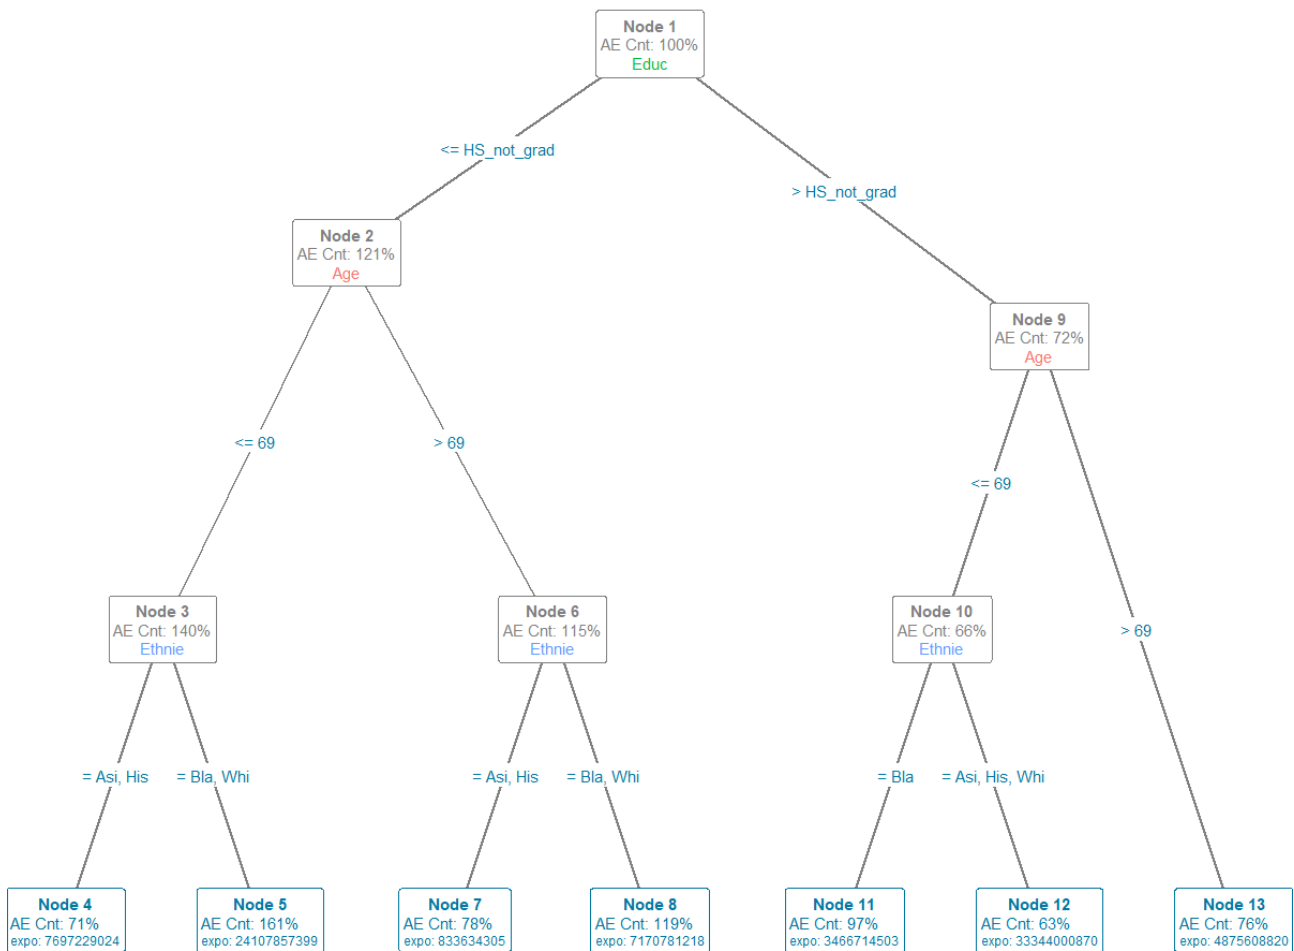 Node 1
AE Cnt: 100%
Educ
<= HS_not_grad
> HS_not_grad
Node 2
AE Cnt: 121%
Age
Node 9
AE Cnt: 72%
Age
<= 69
> 69
<= 69
> 69
Node 3
AE Cnt: 140%
Ethnie
Node 6
AE Cnt: 115%
Ethnie
Node 10
AE Cnt: 66%
Ethnie
= Asi, His
= Bla, Whi
= Asi, His
= Bla, Whi
= Bla
= Asi, His, Whi
Node 4
AE Cnt: 71%
expo: 7697229024
Node 5
AE Cnt: 161%
expo: 24107857399
Node 7
AE Cnt: 78%
expo: 833634305
Node 8
AE Cnt: 119%
expo: 7170781218
Node 11
AE Cnt: 97%
expo: 3466714503
Node 12
AE Cnt: 63%
expo: 33344000870
Node 13
AE Cnt: 76%
expo: 4875608820